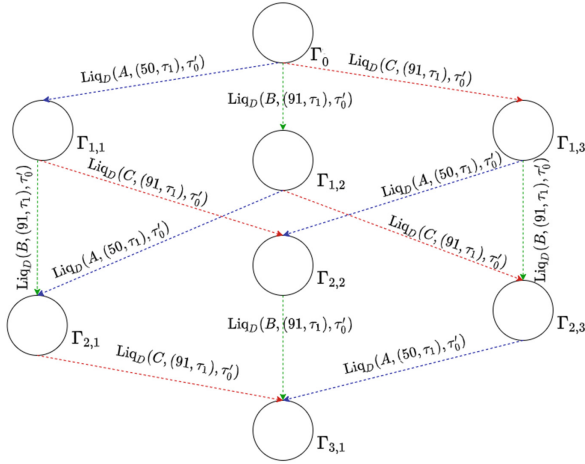 Γ₀
Liq_D(A, (50, τ₁), τ′₀)
Liq_D(B, (91, τ₁), τ′₀)
Liq_D(C, (91, τ₁), τ′₀)
Γ₁,₁
Γ₁,₂
Γ₁,₃
Liq_D(B, (91, τ₁), τ′₀)
Liq_D(C, (91, τ₁), τ′₀)
Liq_D(A, (50, τ₁), τ′₀)
Liq_D(A, (50, τ₁), τ′₀)
Liq_D(C, (91, τ₁), τ′₀)
Liq_D(B, (91, τ₁), τ′₀)
Γ₂,₁
Γ₂,₂
Γ₂,₃
Liq_D(C, (91, τ₁), τ′₀)
Liq_D(B, (91, τ₁), τ′₀)
Liq_D(A, (50, τ₁), τ′₀)
Γ₃,₁